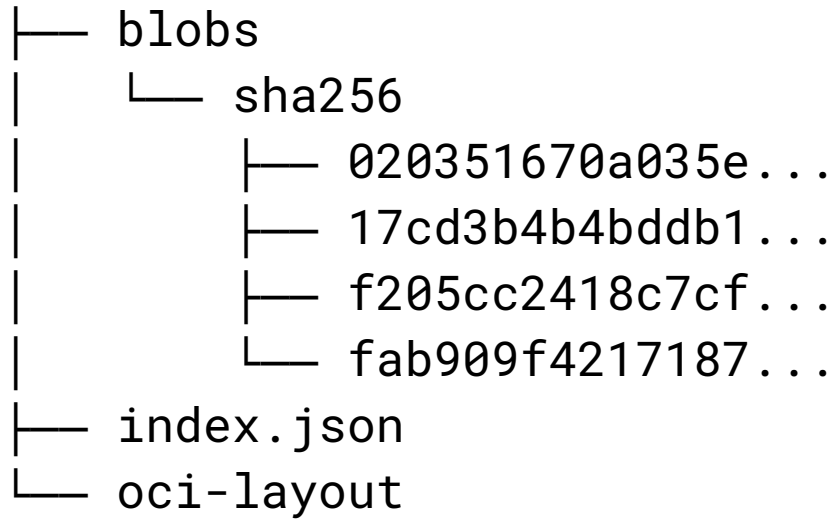 ├── blobs
│   └── sha256
│       ├── 020351670a035e...
│       ├── 17cd3b4b4bddb1...
│       ├── f205cc2418c7cf...
│       └── fab909f4217187...
├── index.json
└── oci-layout